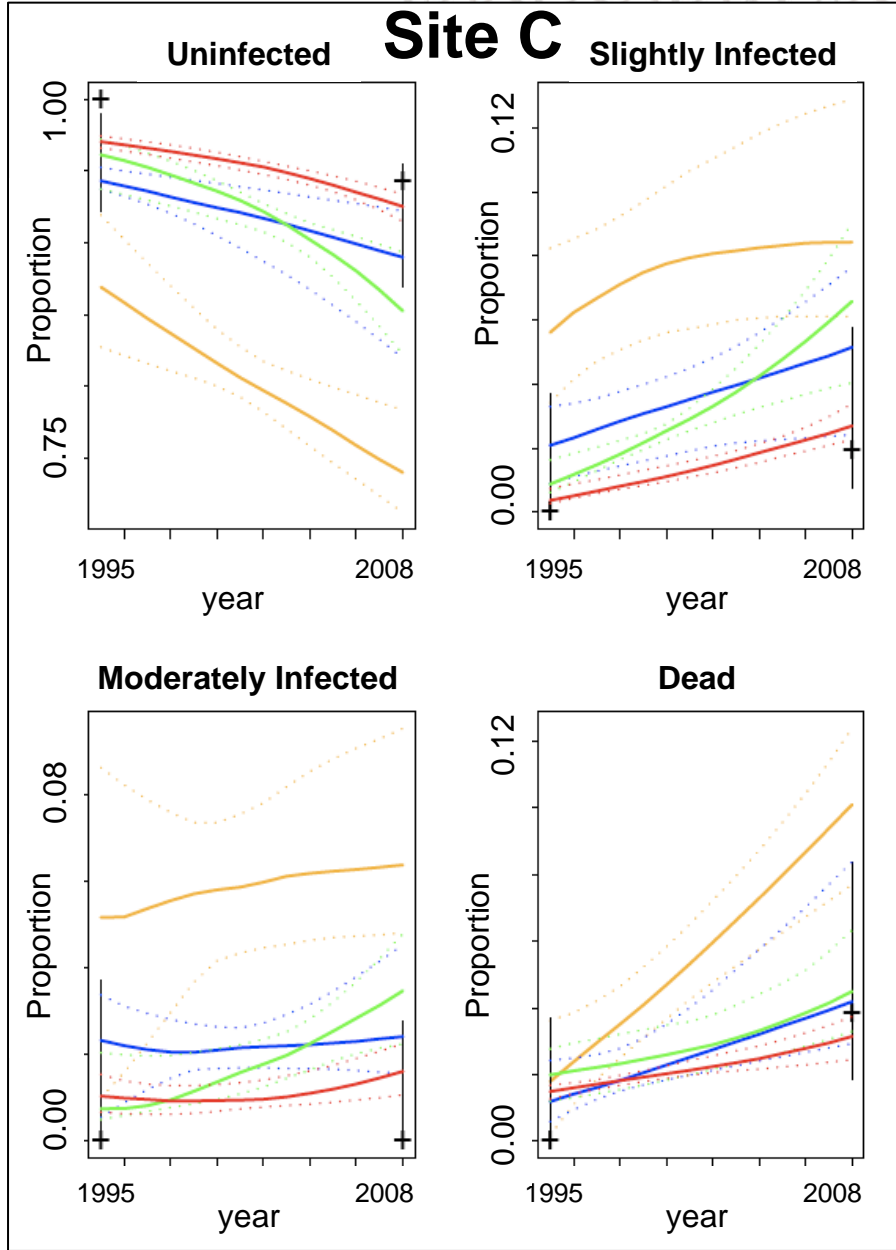 Site C
Uninfected
Slightly Infected
1.00
0.75
Proportion
1995 2008
year
0.12
0.00
Proportion
1995 2008
year
Moderately Infected
Dead
0.08
0.00
Proportion
1995 2008
year
0.12
0.00
Proportion
1995 2008
year